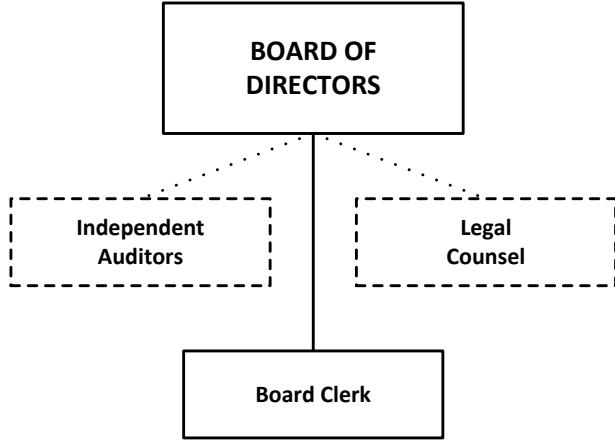 BOARD OF
DIRECTORS
Independent
Auditors
Legal
Counsel
Board Clerk